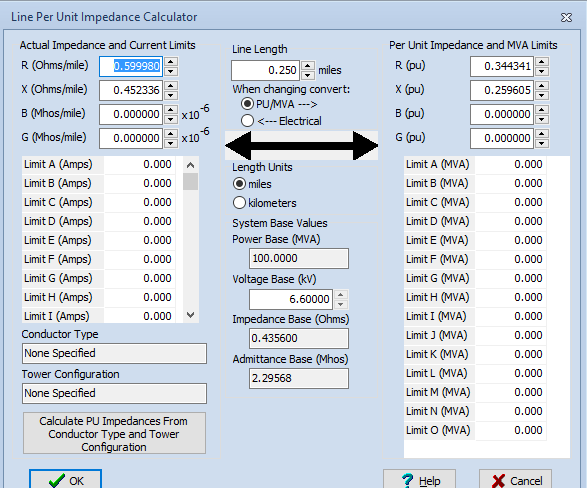 Line Per Unit Impedance Calculator
Actual Impedance and Current Limits
R (Ohms/mile) 0.599980
X (Ohms/mile) 0.452336
B (Mhos/mile) 0.000000 x10-6
G (Mhos/mile) 0.000000 x10-6
Limit A (Amps) 0.000
Limit B (Amps) 0.000
Limit C (Amps) 0.000
Limit D (Amps) 0.000
Limit E (Amps) 0.000
Limit F (Amps) 0.000
Limit G (Amps) 0.000
Limit H (Amps) 0.000
Limit I (Amps) 0.000
Conductor Type
None Specified
Tower Configuration
None Specified
Calculate PU Impedances From
Conductor Type and Tower
Configuration
Line Length
0.250 miles
When changing convert:
PU/MVA --->
<--- Electrical
Length Units
miles
kilometers
System Base Values
Power Base (MVA)
100.0000
Voltage Base (kV)
6.60000
Impedance Base (Ohms)
0.435600
Admittance Base (Mhos)
2.29568
Per Unit Impedance and MVA Limits
R (pu) 0.344341
X (pu) 0.259605
B (pu) 0.000000
G (pu) 0.000000
Limit A (MVA) 0.000
Limit B (MVA) 0.000
Limit C (MVA) 0.000
Limit D (MVA) 0.000
Limit E (MVA) 0.000
Limit F (MVA) 0.000
Limit G (MVA) 0.000
Limit H (MVA) 0.000
Limit I (MVA) 0.000
Limit J (MVA) 0.000
Limit K (MVA) 0.000
Limit L (MVA) 0.000
Limit M (MVA) 0.000
Limit N (MVA) 0.000
Limit O (MVA) 0.000
OK
? Help
Cancel